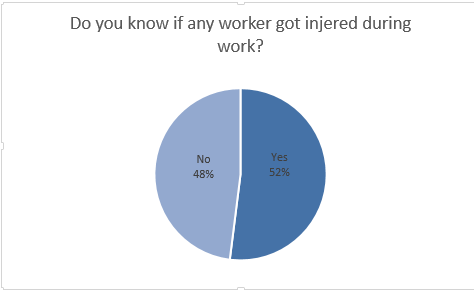 Do you know if any worker got injered during
work?
Yes
52%
No
48%